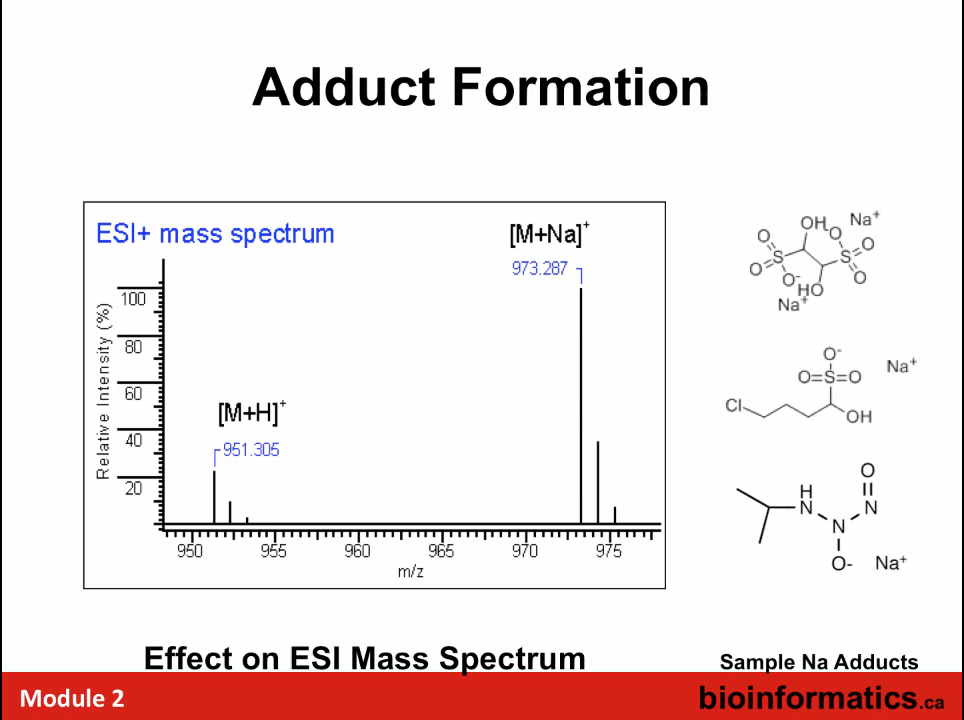 Adduct Formation
ESI+ mass spectrum
[M+Na]+
973.287
100
80
60
40
20
Relative Intensity (%)
[M+H]+
951.305
950 955 960 965 970 975
m/z
OH Na+
O O O
S S
O O- HO O
Na+
O-
O=S=O Na+
Cl OH
O
H
N N
N
O- Na+
Effect on ESI Mass Spectrum
Sample Na Adducts
Module 2
bioinformatics.ca